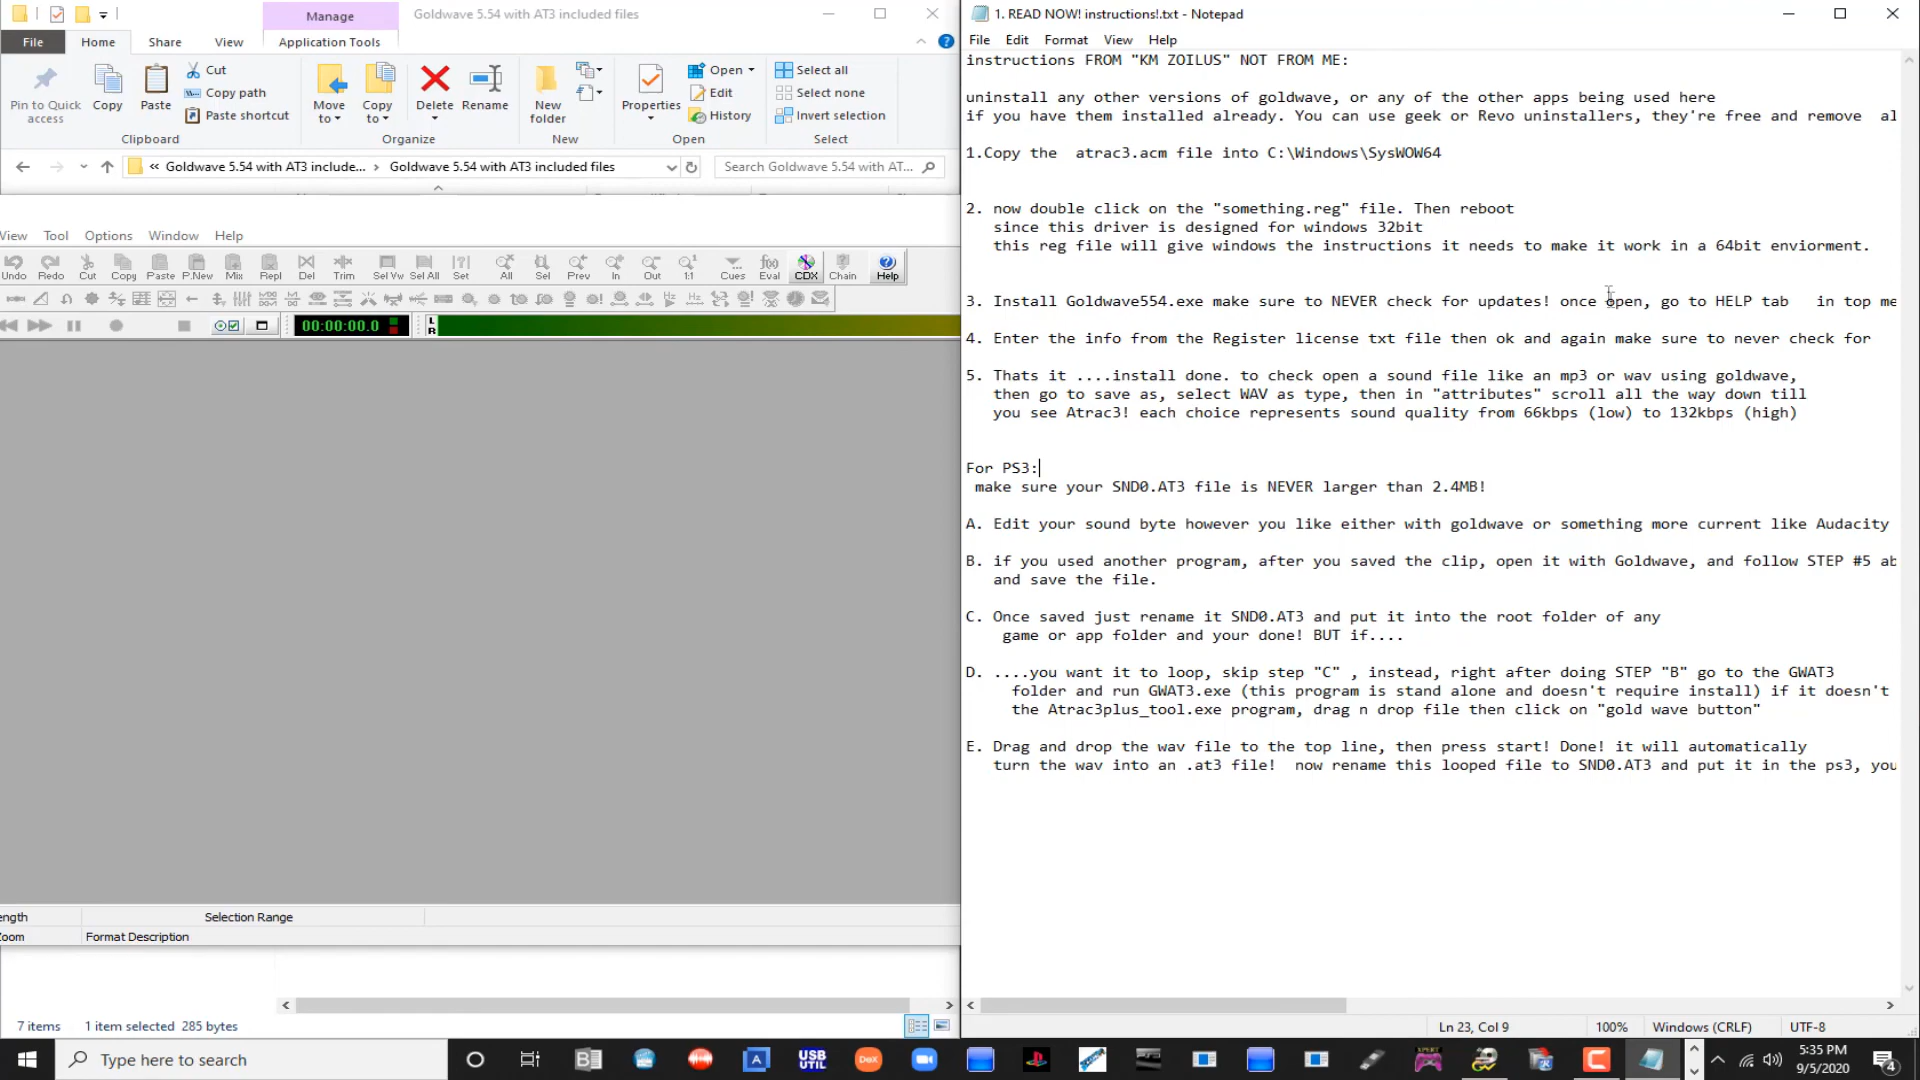 Manage
Goldwave 5.54 with AT3 included files
File
Home
Share
View
Application Tools
Pin to Quick access
Copy
Paste
Cut
Copy path
Paste shortcut
Move to
Copy to
Delete
Rename
New folder
Properties
Open
Edit
History
Select all
Select none
Invert selection
Clipboard
Organize
New
Open
Select
« Goldwave 5.54 with AT3 include... > Goldwave 5.54 with AT3 included files
Search Goldwave 5.54 with AT...
View Tool Options Window Help
Undo Redo Cut Copy Paste P.New Mix Repl Del Trim Sel Vw Sel All Set All Sel Prev In Out 1:1 Cues Eval CDX Chain Help
f(x)
00:00:00.0
L
R
ength
Selection Range
Zoom
Format Description
7 items
1 item selected 285 bytes
1. READ NOW! instructions!.txt - Notepad
File Edit Format View Help
instructions FROM "KM ZOILUS" NOT FROM ME:
uninstall any other versions of goldwave, or any of the other apps being used here
if you have them installed already. You can use geek or Revo uninstallers, they're free and remove al
1.Copy the atrac3.acm file into C:\Windows\SysWOW64
2. now double click on the "something.reg" file. Then reboot
since this driver is designed for windows 32bit
this reg file will give windows the instructions it needs to make it work in a 64bit enviorment.
3. Install Goldwave554.exe make sure to NEVER check for updates! once open, go to HELP tab in top me
4. Enter the info from the Register license txt file then ok and again make sure to never check for
5. Thats it ....install done. to check open a sound file like an mp3 or wav using goldwave,
then go to save as, select WAV as type, then in "attributes" scroll all the way down till
you see Atrac3! each choice represents sound quality from 66kbps (low) to 132kbps (high)
For PS3:
make sure your SND0.AT3 file is NEVER larger than 2.4MB!
A. Edit your sound byte however you like either with goldwave or something more current like Audacity
B. if you used another program, after you saved the clip, open it with Goldwave, and follow STEP #5 ab
and save the file.
C. Once saved just rename it SND0.AT3 and put it into the root folder of any
game or app folder and your done! BUT if....
D. ....you want it to loop, skip step "C" , instead, right after doing STEP "B" go to the GWAT3
folder and run GWAT3.exe (this program is stand alone and doesn't require install) if it doesn't
the Atrac3plus_tool.exe program, drag n drop file then click on "gold wave button"
E. Drag and drop the wav file to the top line, then press start! Done! it will automatically
turn the wav into an .at3 file! now rename this looped file to SND0.AT3 and put it in the ps3, you
Ln 23, Col 9
100%
Windows (CRLF)
UTF-8
Type here to search
USB UTIL
5:35 PM
9/5/2020
4